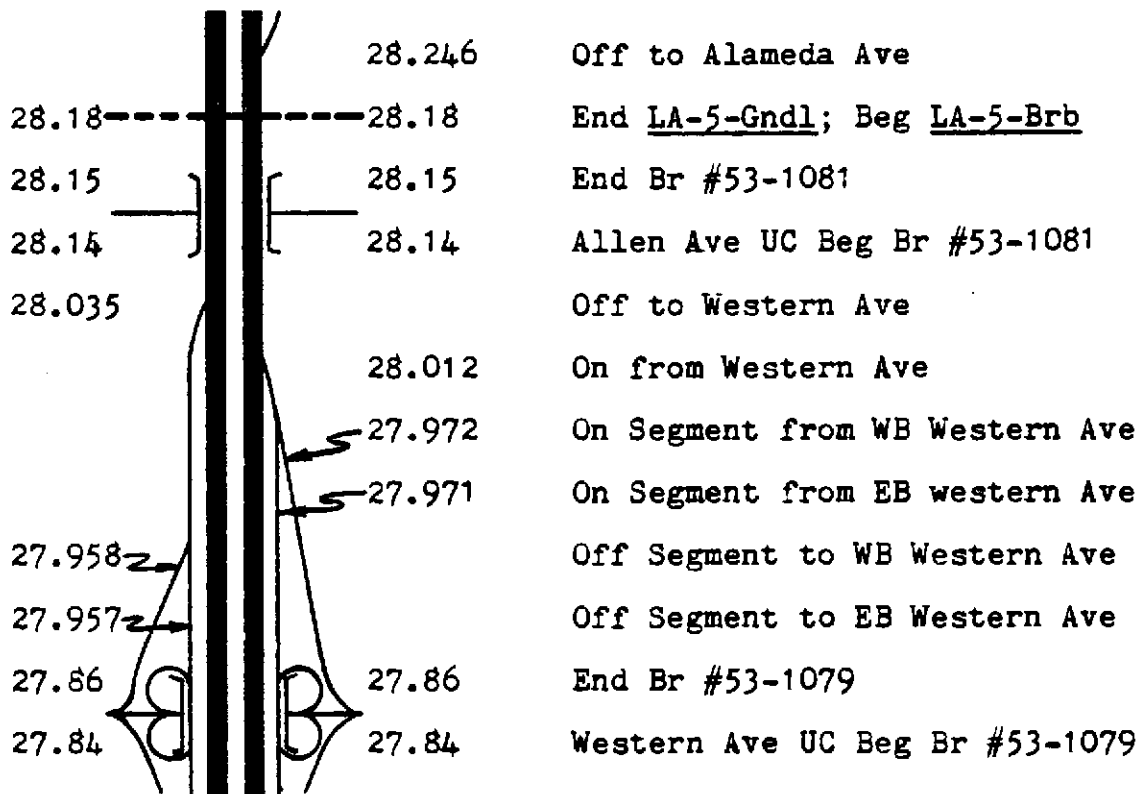 28.246 Off to Alameda Ave
28.18 28.18 End LA-5-Gndl; Beg LA-5-Brb
28.15 28.15 End Br #53-1081
28.14 28.14 Allen Ave UC Beg Br #53-1081
28.035 Off to Western Ave
28.012 On from Western Ave
27.972 On Segment from WB Western Ave
27.971 On Segment from EB western Ave
27.958 Off Segment to WB Western Ave
27.957 Off Segment to EB Western Ave
27.86 27.86 End Br #53-1079
27.84 27.84 Western Ave UC Beg Br #53-1079